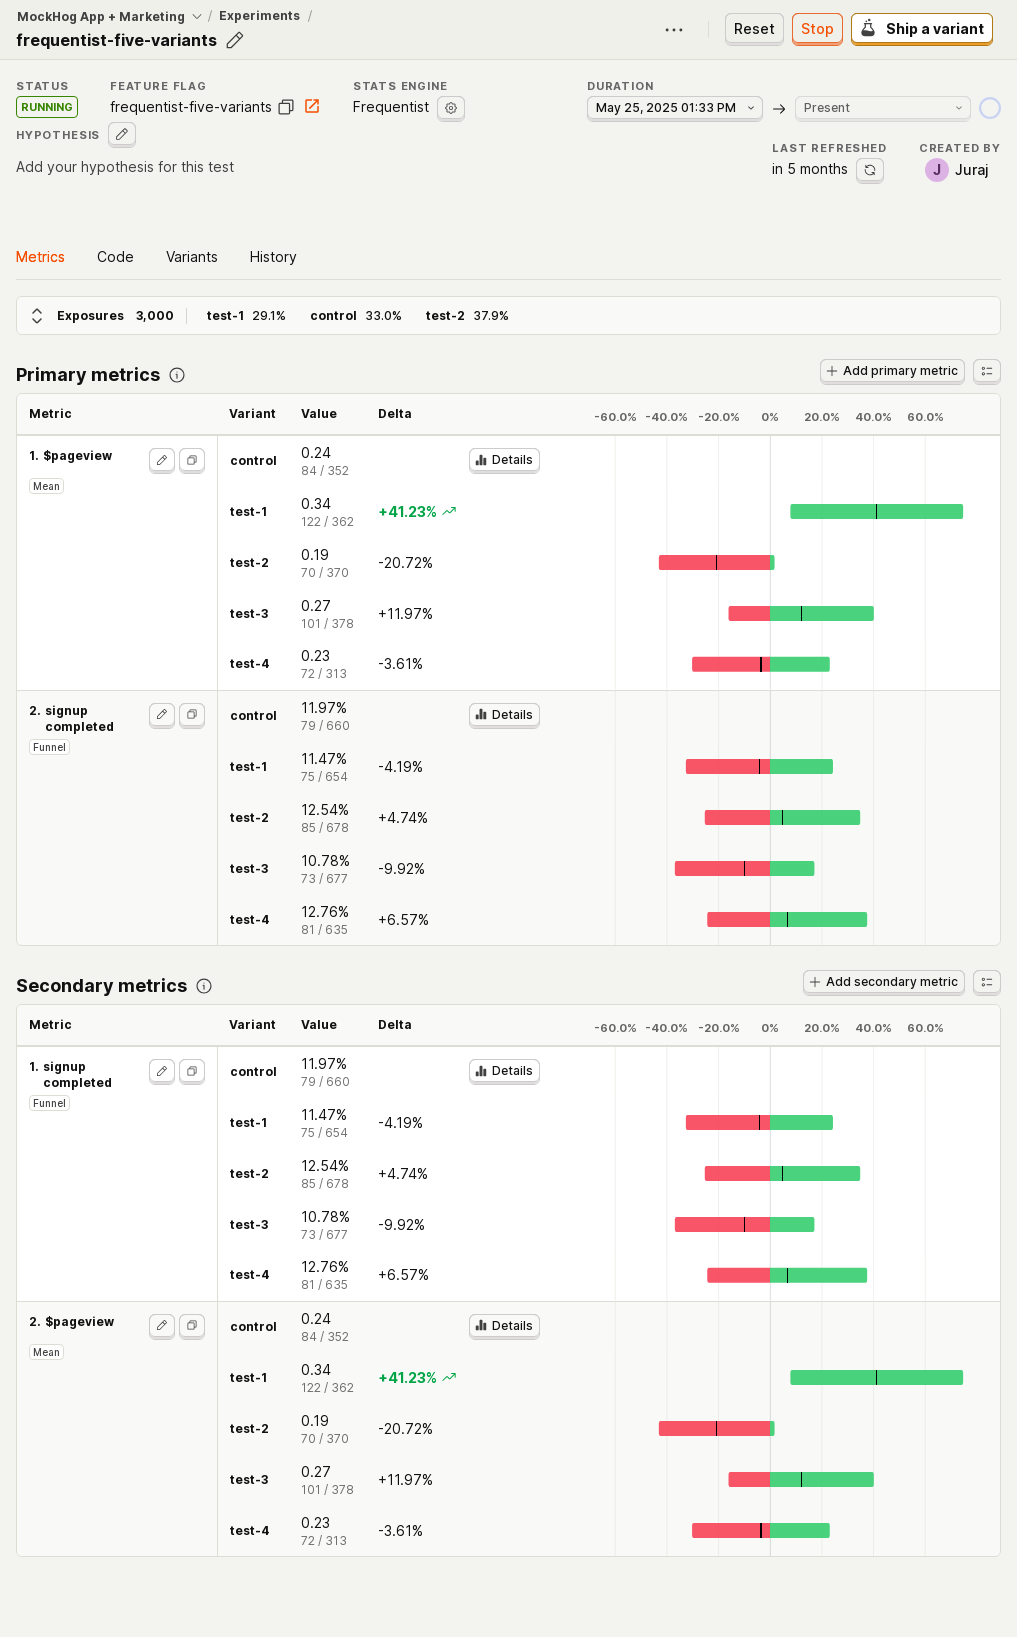 MockHog App + Marketing / Experiments /
frequentist-five-variants
Reset
Stop
Ship a variant
STATUS
RUNNING
FEATURE FLAG
frequentist-five-variants
STATS ENGINE
Frequentist
DURATION
May 25, 2025 01:33 PM → Present
HYPOTHESIS
Add your hypothesis for this test
LAST REFRESHED
in 5 months
CREATED BY
J Juraj
Metrics Code Variants History
Exposures 3,000 test-1 29.1% control 33.0% test-2 37.9%
Primary metrics
Add primary metric
Metric Variant Value Delta -60.0% -40.0% -20.0% 0% 20.0% 40.0% 60.0%
1. $pageview
Mean
control 0.24 Details
84 / 352
test-1 0.34 +41.23%
122 / 362
test-2 0.19 -20.72%
70 / 370
test-3 0.27 +11.97%
101 / 378
test-4 0.23 -3.61%
72 / 313
2. signup
completed
Funnel
control 11.97% Details
79 / 660
test-1 11.47% -4.19%
75 / 654
test-2 12.54% +4.74%
85 / 678
test-3 10.78% -9.92%
73 / 677
test-4 12.76% +6.57%
81 / 635
Secondary metrics
Add secondary metric
Metric Variant Value Delta -60.0% -40.0% -20.0% 0% 20.0% 40.0% 60.0%
1. signup
completed
Funnel
control 11.97% Details
79 / 660
test-1 11.47% -4.19%
75 / 654
test-2 12.54% +4.74%
85 / 678
test-3 10.78% -9.92%
73 / 677
test-4 12.76% +6.57%
81 / 635
2. $pageview
Mean
control 0.24 Details
84 / 352
test-1 0.34 +41.23%
122 / 362
test-2 0.19 -20.72%
70 / 370
test-3 0.27 +11.97%
101 / 378
test-4 0.23 -3.61%
72 / 313